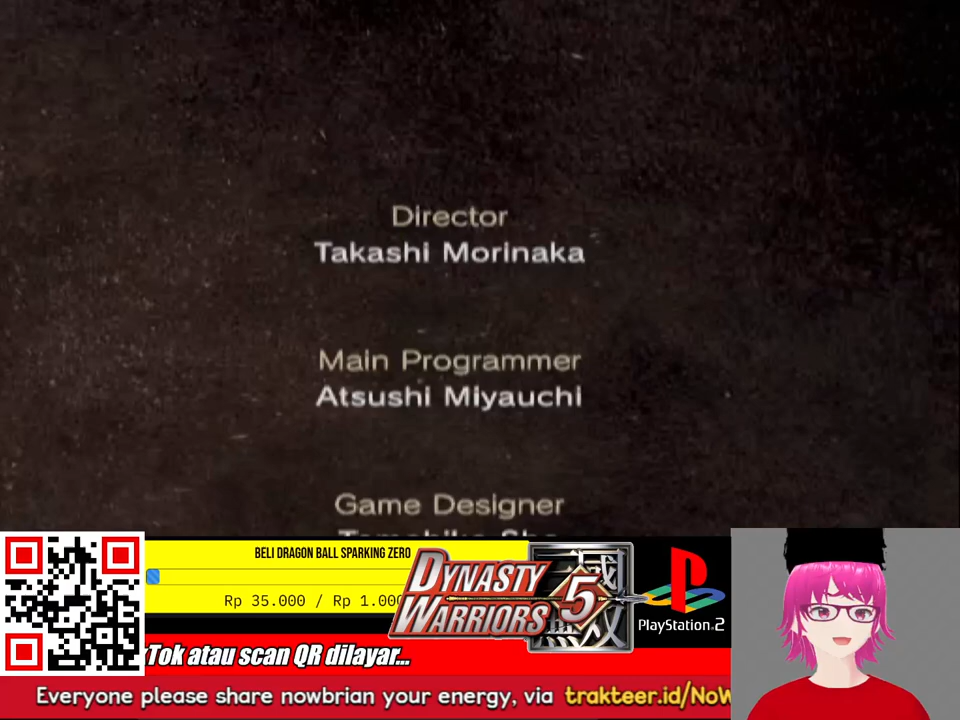 Director
Takashi Morinaka
Main Programmer
Atsushi Miyauchi
Game Designer
BELI DRAGON BALL SPARKING ZERO
Rp 35.000 / Rp 1.000
DYNASTY
WARRIORS 5
PlayStation 2
kTok atau scan QR dilayar...
Everyone please share nowbrian your energy, via trakteer.id/NoW